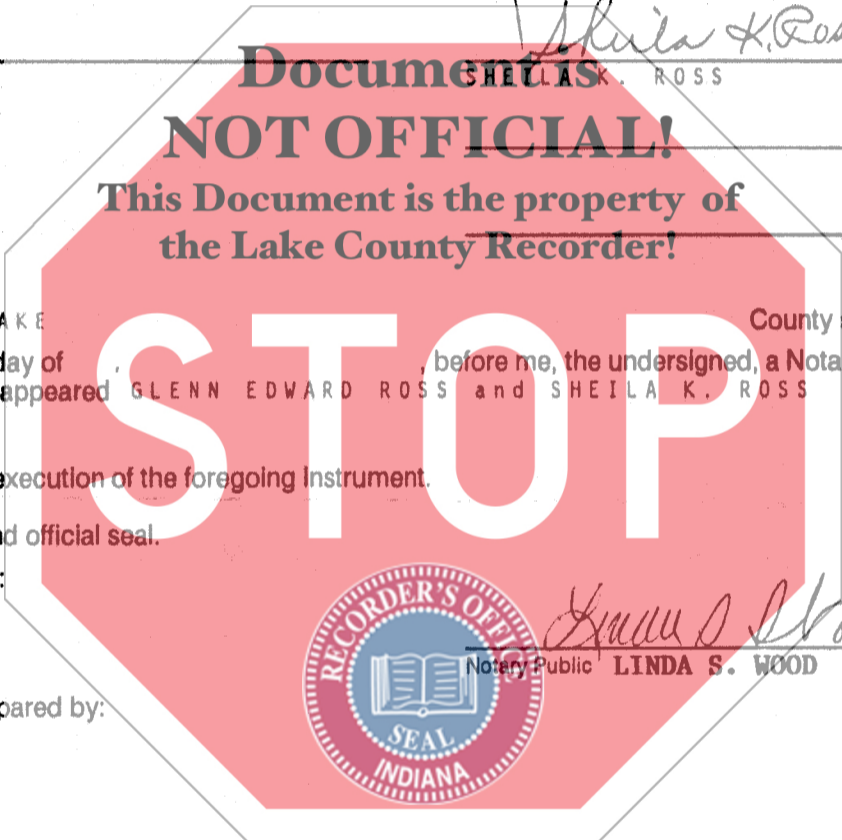 Sheila K. Ross
Document is
SHEILA K. ROSS
NOT OFFICIAL!
This Document is the property of
the Lake County Recorder!
AKE
County
day of , before me, the undersigned, a Nota
appeared GLENN EDWARD ROSS and SHEILA K. ROSS
STOP
execution of the foregoing Instrument.
d official seal.
:
RECORDER'S OFFICE
Notary Public LINDA S. WOOD
SEAL
INDIANA
pared by: